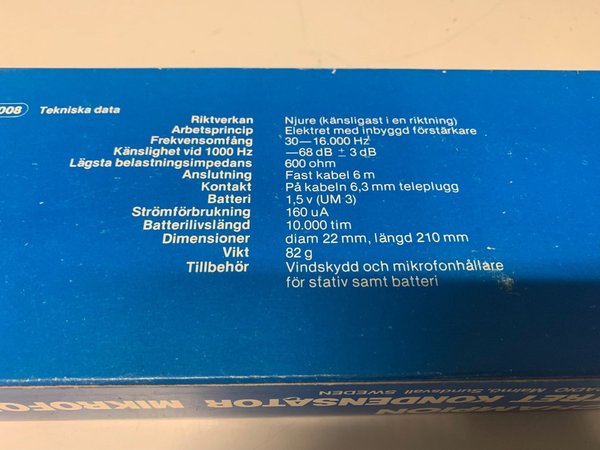 008 Tekniska data
Riktverkan Njure (känsligast i en riktning)
Arbetsprincip Elektret med inbyggd förstärkare
Frekvensomfång 30—16.000 Hz
Känslighet vid 1000 Hz —68 dB ± 3 dB
Lägsta belastningsimpedans 600 ohm
Anslutning Fast kabel 6 m
Kontakt På kabeln 6,3 mm teleplugg
Batteri 1,5 v (UM 3)
Strömförbrukning 160 uA
Batterilivslängd 10.000 tim
Dimensioner diam 22 mm, längd 210 mm
Vikt 82 g
Tillbehör Vindskydd och mikrofonhållare
för stativ samt batteri
RET KONDENSATOR MIKROFO
CHAMPION
SWEDEN